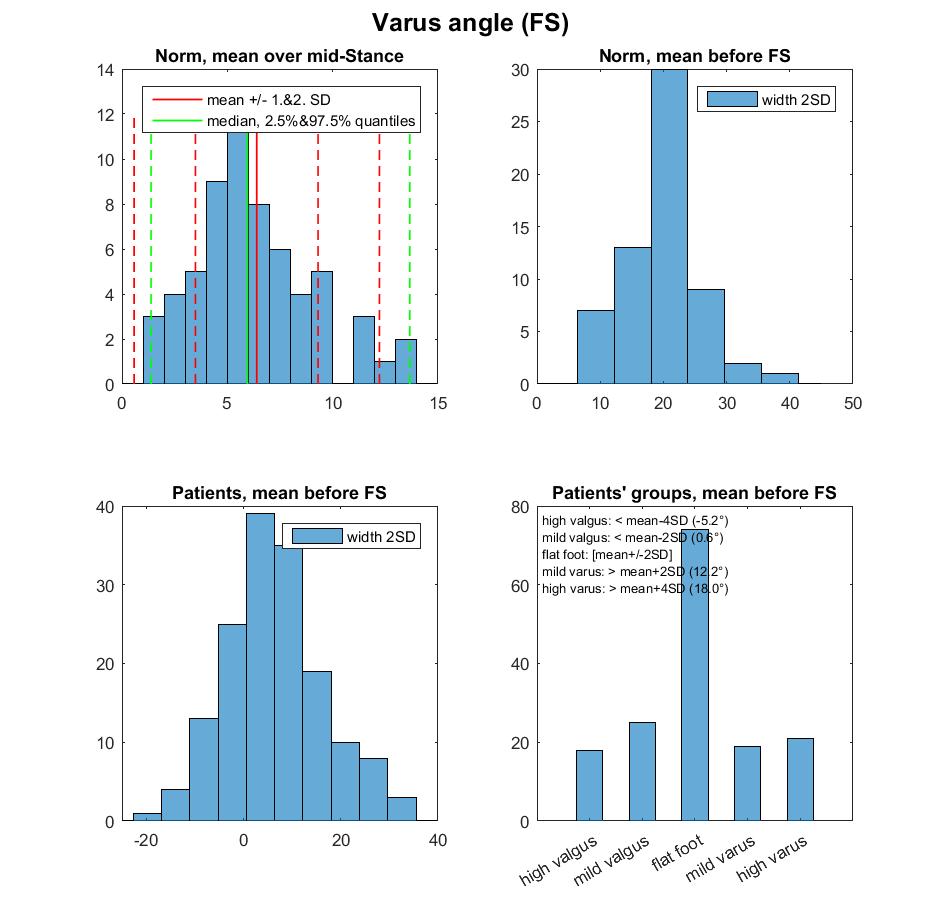 Varus angle (FS)
Norm, mean over mid-Stance
14
12
10
8
6
4
2
0
mean +/- 1.&2. SD
median, 2.5%&97.5% quantiles
0 5 10 15
Norm, mean before FS
30
25
20
15
10
5
0
width 2SD
0 10 20 30 40 50
Patients, mean before FS
40
30
20
10
0
width 2SD
-20 0 20 40
Patients' groups, mean before FS
80
60
40
20
0
high valgus: < mean-4SD (-5.2°)
mild valgus: < mean-2SD (0.6°)
flat foot: [mean+/-2SD]
mild varus: > mean+2SD (12.2°)
high varus: > mean+4SD (18.0°)
high valgus
mild valgus
flat foot
mild varus
high varus